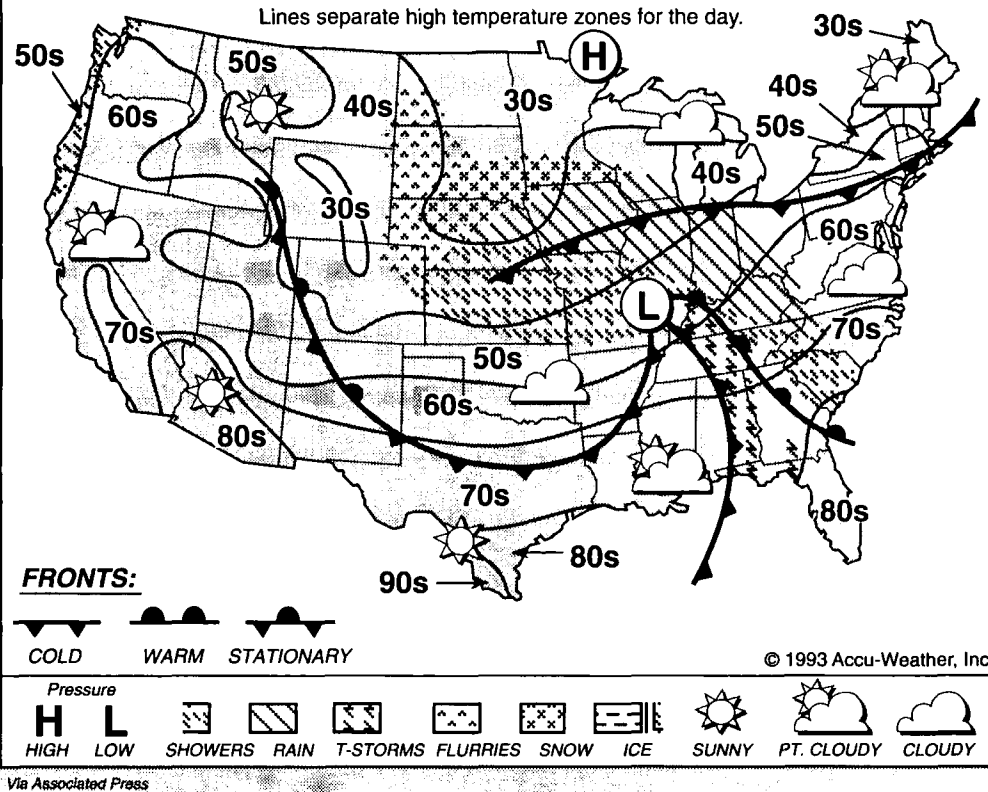 Lines separate high temperature zones for the day.
30s
50s
50s
H
60s
40s
30s
40s
50s
40s
30s
60s
L
70s
70s
50s
60s
80s
70s
80s
80s
90s
FRONTS:
COLD WARM STATIONARY
© 1993 Accu-Weather, Inc
Pressure
H L
HIGH LOW SHOWERS RAIN T-STORMS FLURRIES SNOW ICE SUNNY PT. CLOUDY CLOUDY
Via Associated Press